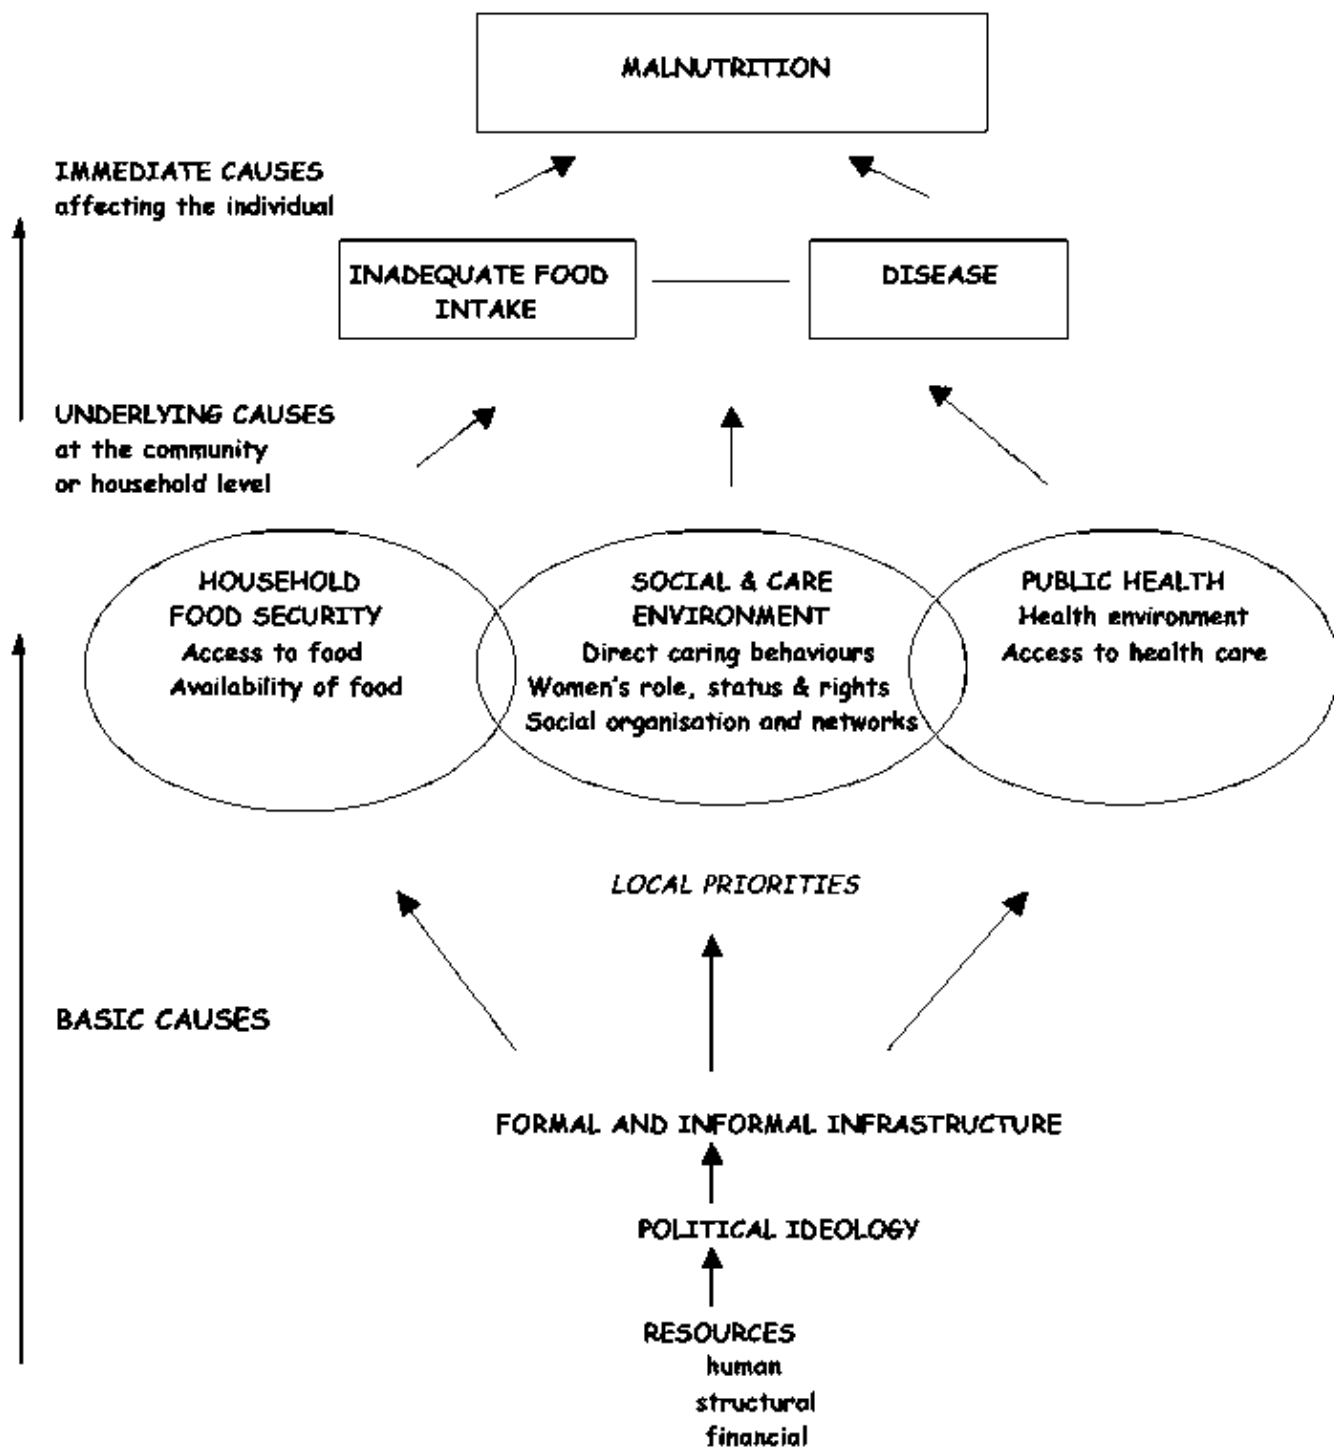 MALNUTRITION
IMMEDIATE CAUSES
affecting the individual
INADEQUATE FOOD
INTAKE
DISEASE
UNDERLYING CAUSES
at the community
or household level
HOUSEHOLD
FOOD SECURITY
Access to food
Availability of food
SOCIAL & CARE
ENVIRONMENT
Direct caring behaviours
Women's role, status & rights
Social organisation and networks
PUBLIC HEALTH
Health environment
Access to health care
LOCAL PRIORITIES
BASIC CAUSES
FORMAL AND INFORMAL INFRASTRUCTURE
POLITICAL IDEOLOGY
RESOURCES
human
structural
financial